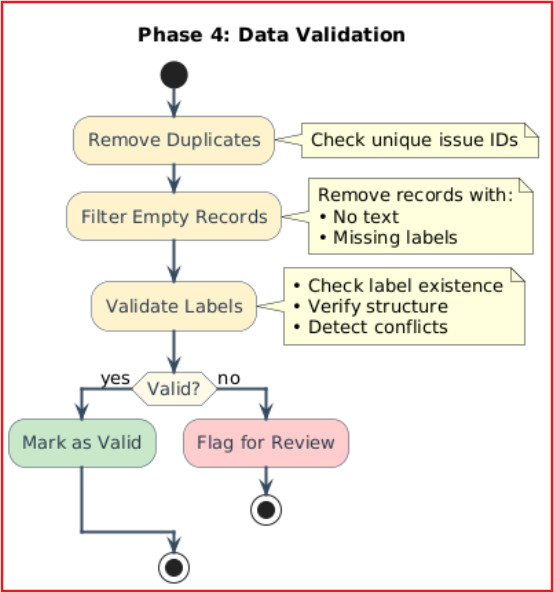 Phase 4: Data Validation
Remove Duplicates
Check unique issue IDs
Filter Empty Records
Remove records with:
• No text
• Missing labels
Validate Labels
• Check label existence
• Verify structure
• Detect conflicts
yes
Valid?
no
Mark as Valid
Flag for Review